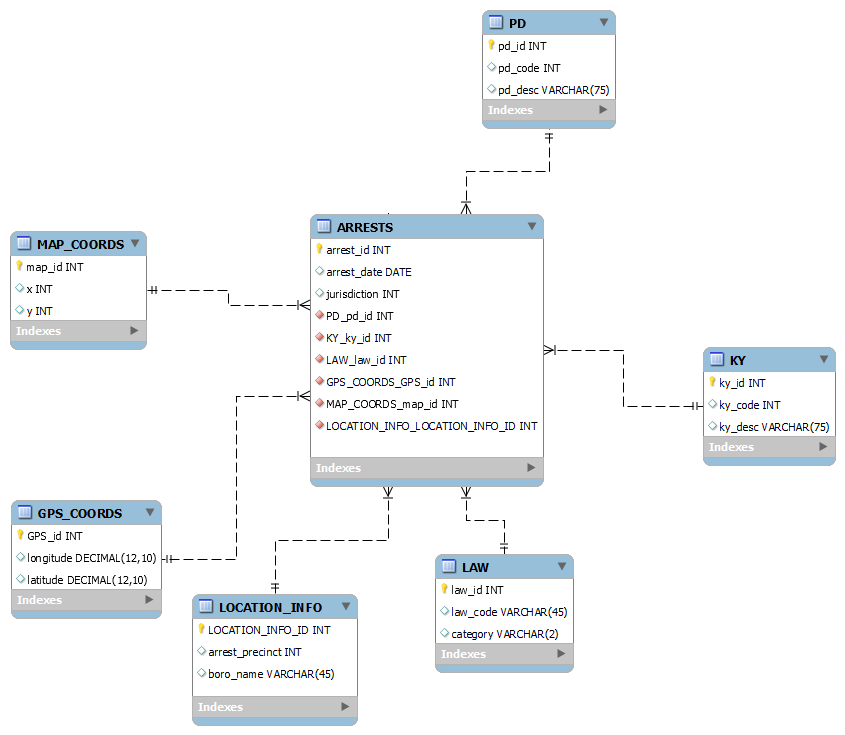 PD
pd_id INT
pd_code INT
pd_desc VARCHAR(75)
Indexes
ARRESTS
arrest_id INT
arrest_date DATE
jurisdiction INT
PD_pd_id INT
KY_ky_id INT
LAW_law_id INT
GPS_COORDS_GPS_id INT
MAP_COORDS_map_id INT
LOCATION_INFO_LOCATION_INFO_ID INT
Indexes
MAP_COORDS
map_id INT
x INT
y INT
Indexes
KY
ky_id INT
ky_code INT
ky_desc VARCHAR(75)
Indexes
GPS_COORDS
GPS_id INT
longitude DECIMAL(12,10)
latitude DECIMAL(12,10)
Indexes
LOCATION_INFO
LOCATION_INFO_ID INT
arrest_precinct INT
boro_name VARCHAR(45)
Indexes
LAW
law_id INT
law_code VARCHAR(45)
category VARCHAR(2)
Indexes